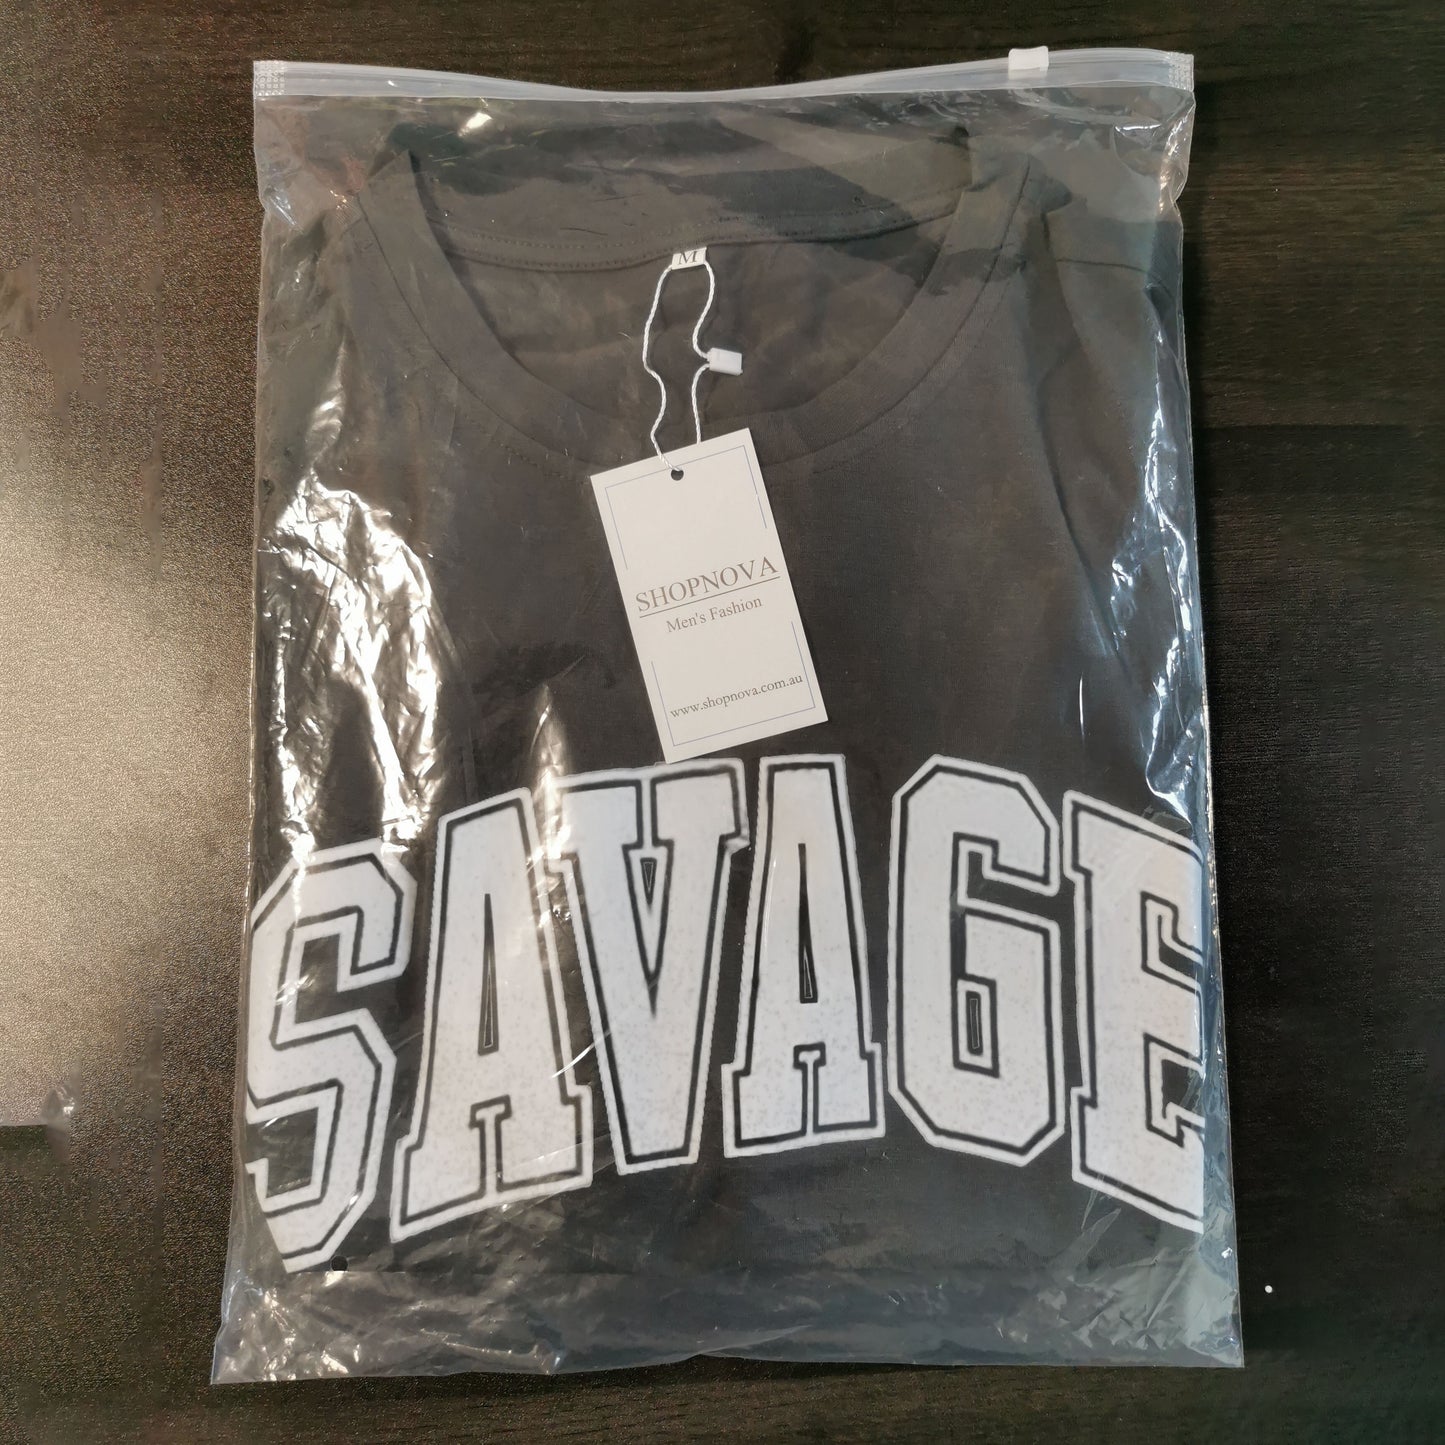 M
SHOPNOVA
Men's Fashion
www.shopnova.com.au
SAVAGE